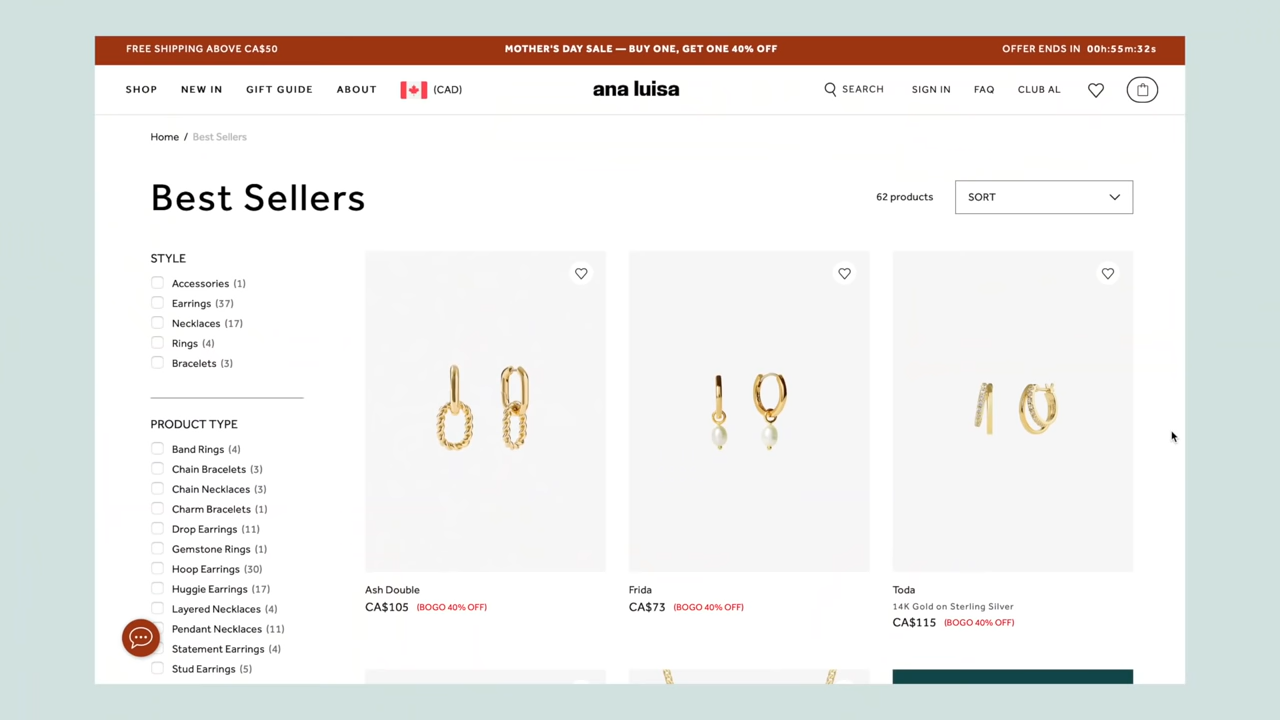 FREE SHIPPING ABOVE CA$50
MOTHER'S DAY SALE — BUY ONE, GET ONE 40% OFF
OFFER ENDS IN 00h:55m:32s
SHOP
NEW IN
GIFT GUIDE
ABOUT
(CAD)
ana luisa
SEARCH
SIGN IN
FAQ
CLUB AL
Home / Best Sellers
Best Sellers
62 products
SORT
STYLE
Accessories (1)
Earrings (37)
Necklaces (17)
Rings (4)
Bracelets (3)
PRODUCT TYPE
Band Rings (4)
Chain Bracelets (3)
Chain Necklaces (3)
Charm Bracelets (1)
Drop Earrings (11)
Gemstone Rings (1)
Hoop Earrings (30)
Huggie Earrings (17)
Layered Necklaces (4)
Pendant Necklaces (11)
Statement Earrings (4)
Stud Earrings (5)
Ash Double
CA$105 (BOGO 40% OFF)
Frida
CA$73 (BOGO 40% OFF)
Toda
14K Gold on Sterling Silver
CA$115 (BOGO 40% OFF)